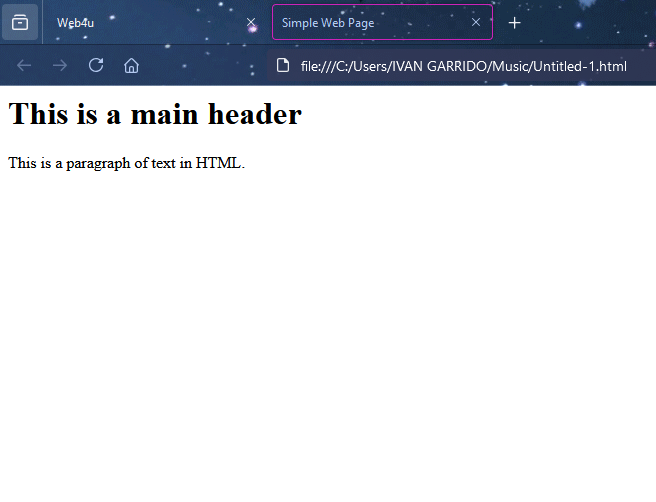 Web4u
Simple Web Page
file:///C:/Users/IVAN GARRIDO/Music/Untitled-1.html
This is a main header
This is a paragraph of text in HTML.